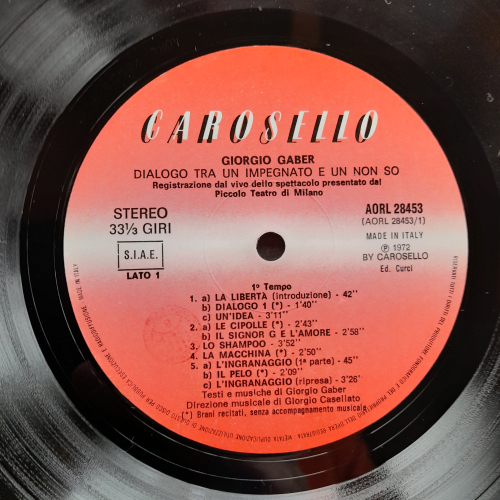 CAROSELLO
GIORGIO GABER
DIALOGO TRA UN IMPEGNATO E UN NON SO
Registrazione dal vivo dello spettacolo presentato dal
Piccolo Teatro di Milano
STEREO
33⅓ GIRI
S.I.A.E.
LATO 1
AORL 28453
(AORL 28453/1)
MADE IN ITALY
Ⓟ 1972
BY CAROSELLO
Ed. Curci
1º Tempo
1. a) LA LIBERTÀ (introduzione) - 42"
b) DIALOGO 1 (*) - 1'40"
c) UN'IDEA - 3'11"
2. a) LE CIPOLLE (*) - 2'43"
b) IL SIGNOR G E L'AMORE - 2'58"
3. LO SHAMPOO - 3'52"
4. LA MACCHINA (*) - 2'50"
5. a) L'INGRANAGGIO (1ª parte) - 45"
b) IL PELO (*) - 2'09"
c) L'INGRANAGGIO (ripresa) - 3'26'
Testi e musiche di Giorgio Gaber
Direzione musicale di Giorgio Casellato
(*) Brani recitati, senza accompagnamento musicale
MADE IN ITALY